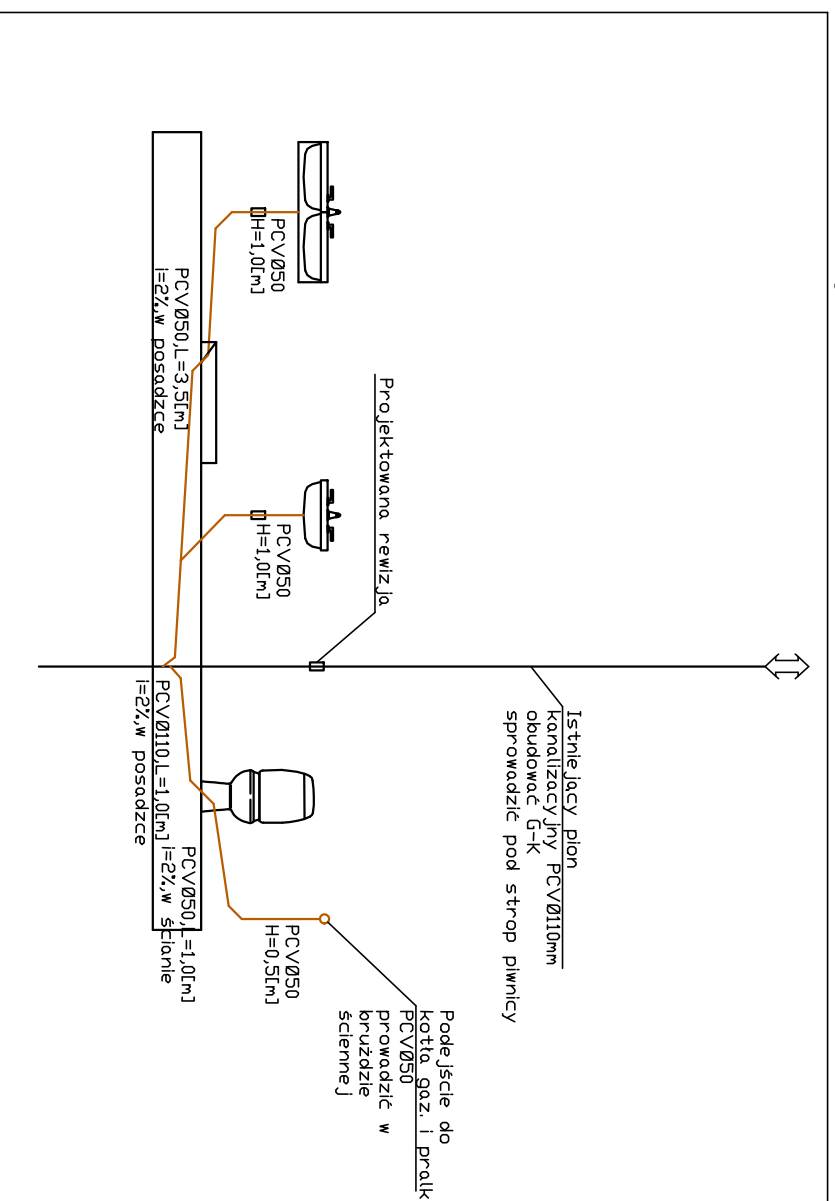 PCVØ50
H=1,0[m]
PCVØ50,L=3,5[m]
i=2%,w posadzce
Projektowana rewizja
PCVØ50
H=1,0[m]
Istniejący pion
kanalizacyjny PCVØ110mm
obudować G-K
sprowadzić pod strop piwnicy
PCVØ110,L=1,0[m]
i=2%,w posadzce
PCVØ50,L=1,0[m]
i=2%,w ścianie
PCVØ50
H=0,5[m]
Podejście do
kotła gaz. i pralk
PCVØ50
prowadzić w
bruździe
ściennej